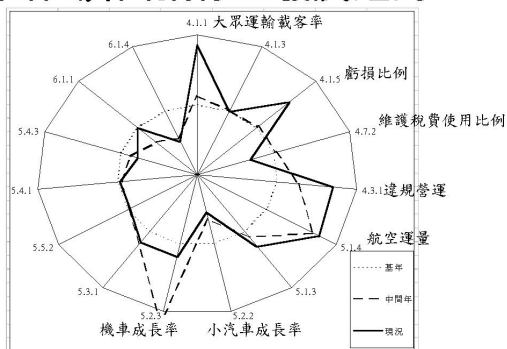 4.1.1 大眾運輸載客率
6.1.4
4.1.3
6.1.1
4.1.5 虧損比例
5.4.3
4.7.2 維護稅費使用比例
5.4.1
4.3.1 違規營運
5.5.2
5.1.4 航空運量
5.3.1
5.1.3
5.2.3
5.2.2
機車成長率 小汽車成長率
基年
中間年
現況